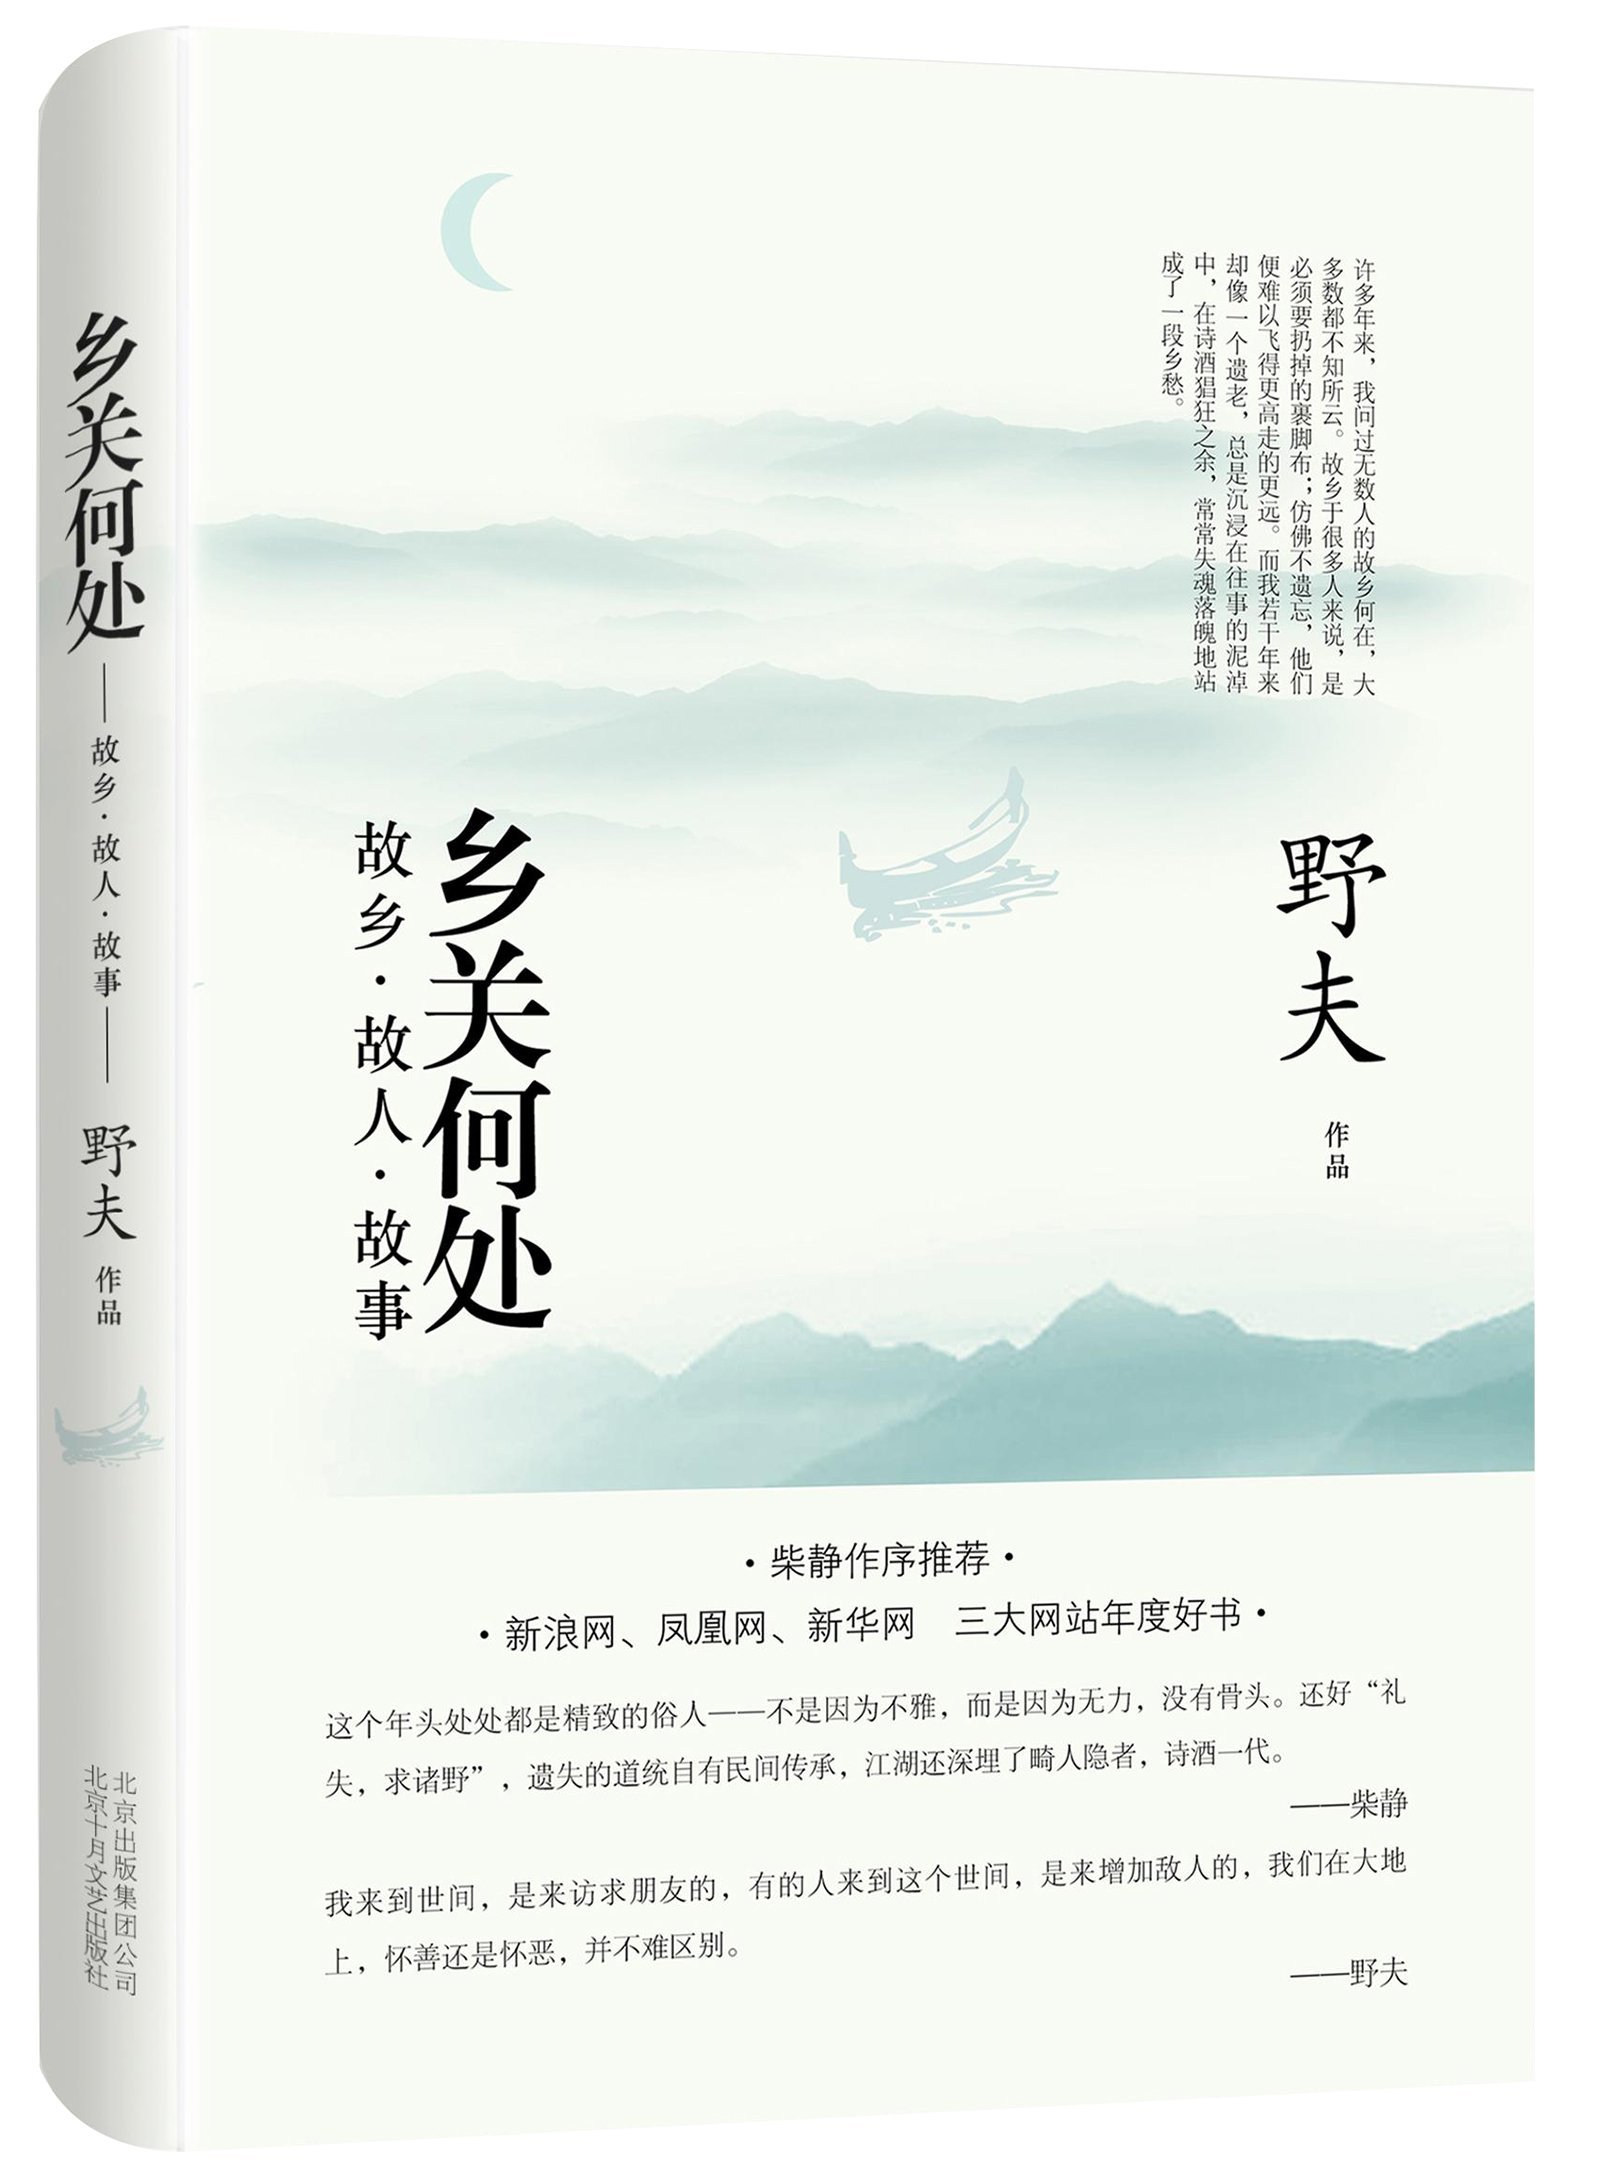 乡关何处
——故乡·故人·故事——
野夫
作品
北京出版集团公司
北京十月文艺出版社
许多年来，我问过无数人的故乡何在，大
多数都不知所云。故乡于很多人来说，是
必须要扔掉的裹脚布；仿佛不遗忘，他们
便难以飞得更高走的更远。而我若干年来
却像一个遗老，总是沉浸在往事的泥淖
中，在诗酒猖狂之余，常常失魂落魄地站
成了一段乡愁。
野夫
作品
乡关何处
故乡·故人·故事
·柴静作序推荐·
·新浪网、凤凰网、新华网　三大网站年度好书·
这个年头处处都是精致的俗人——不是因为不雅，而是因为无力，没有骨头。还好“礼
失，求诸野”，遗失的道统自有民间传承，江湖还深埋了畸人隐者，诗酒一代。
——柴静
我来到世间，是来访求朋友的，有的人来到这个世间，是来增加敌人的，我们在大地
上，怀善还是怀恶，并不难区别。
——野夫